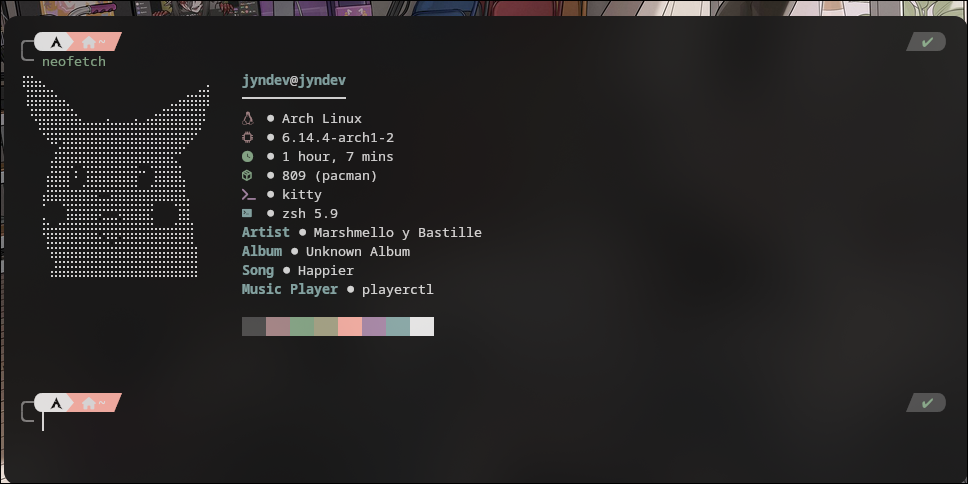 ~
neofetch
jyndev@jyndev
● Arch Linux
● 6.14.4-arch1-2
● 1 hour, 7 mins
● 809 (pacman)
● kitty
● zsh 5.9
Artist ● Marshmello y Bastille
Album ● Unknown Album
Song ● Happier
Music Player ● playerctl
~